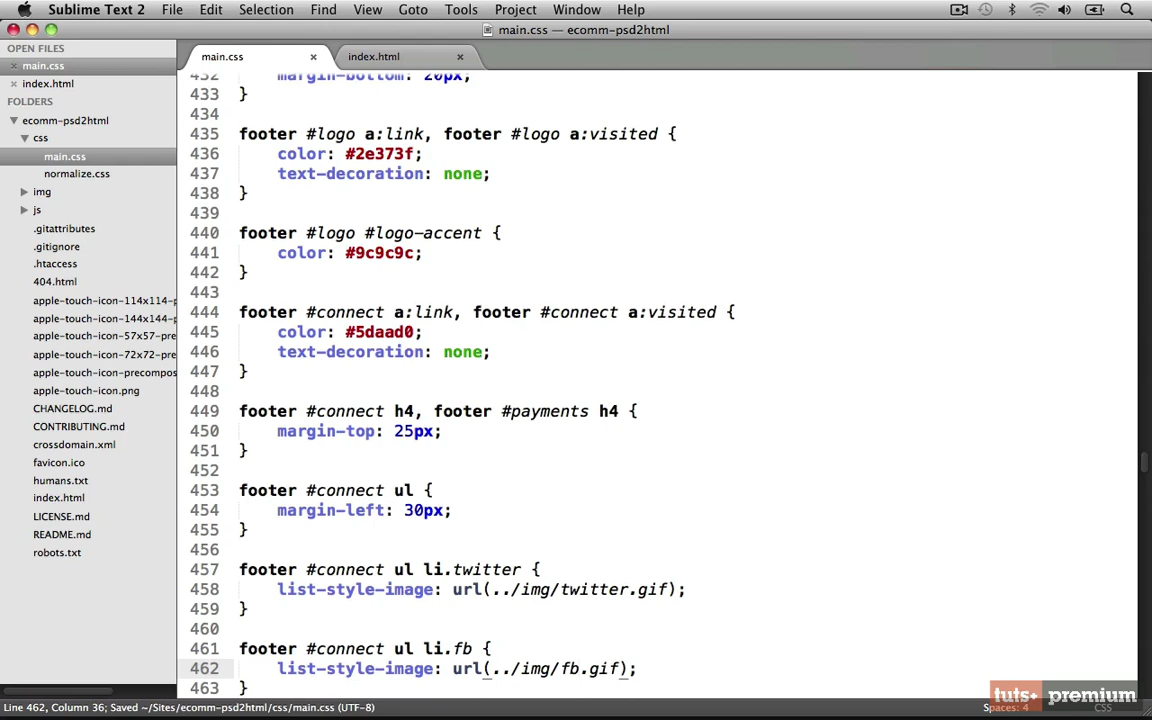 Sublime Text 2 File Edit Selection Find View Goto Tools Project Window Help
main.css — ecomm-psd2html
OPEN FILES
main.css
index.html
FOLDERS
ecomm-psd2html
css
main.css
normalize.css
img
js
.gitattributes
.gitignore
.htaccess
404.html
apple-touch-icon-114x114-p
apple-touch-icon-144x144-p
apple-touch-icon-57x57-pre
apple-touch-icon-72x72-pre
apple-touch-icon-precompos
apple-touch-icon.png
CHANGELOG.md
CONTRIBUTING.md
crossdomain.xml
favicon.ico
humans.txt
index.html
LICENSE.md
README.md
robots.txt
main.css index.html
432 margin-bottom: 20px;
433 }
434
435 footer #logo a:link, footer #logo a:visited {
436 color: #2e373f;
437 text-decoration: none;
438 }
439
440 footer #logo #logo-accent {
441 color: #9c9c9c;
442 }
443
444 footer #connect a:link, footer #connect a:visited {
445 color: #5daad0;
446 text-decoration: none;
447 }
448
449 footer #connect h4, footer #payments h4 {
450 margin-top: 25px;
451 }
452
453 footer #connect ul {
454 margin-left: 30px;
455 }
456
457 footer #connect ul li.twitter {
458 list-style-image: url(../img/twitter.gif);
459 }
460
461 footer #connect ul li.fb {
462 list-style-image: url(../img/fb.gif);
463 }
tuts+ premium
Line 462, Column 36; Saved ~/Sites/ecomm-psd2html/css/main.css (UTF-8) Spaces: 4 CSS